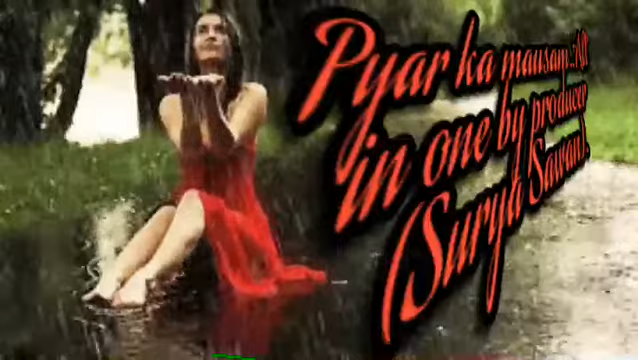 Pyar ka mausam.:All
in one by producer
(Surya Sawan).